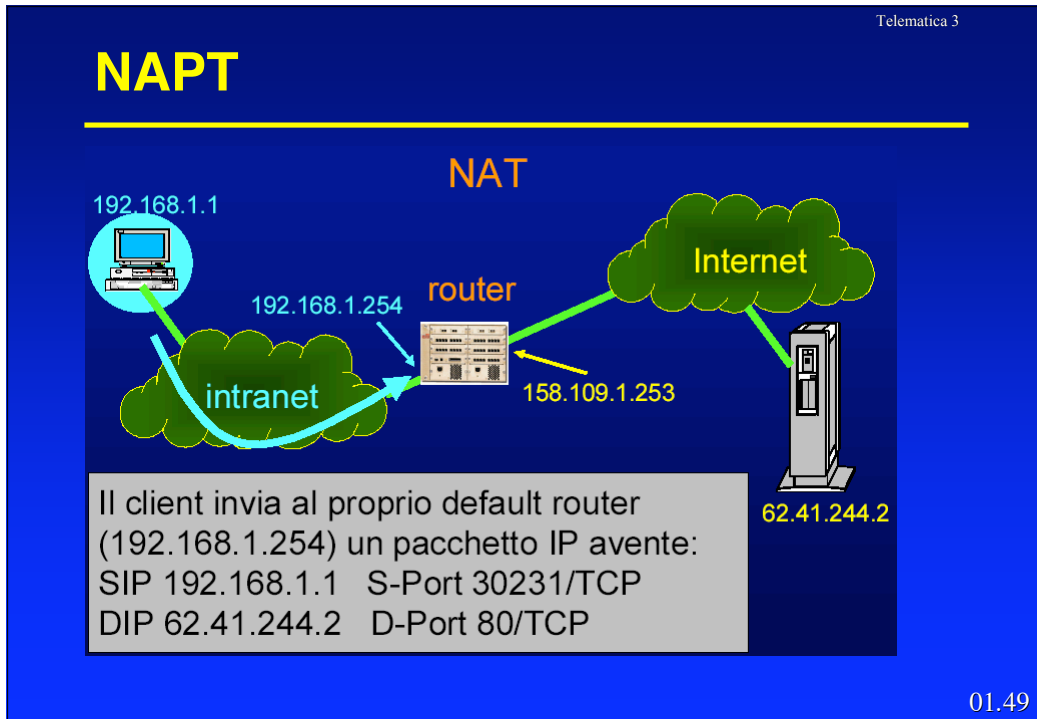 Telematica 3
NAPT
NAT
192.168.1.1
Internet
router
192.168.1.254
158.109.1.253
intranet
62.41.244.2
Il client invia al proprio default router
(192.168.1.254) un pacchetto IP avente:
SIP 192.168.1.1 S-Port 30231/TCP
DIP 62.41.244.2 D-Port 80/TCP
01.49